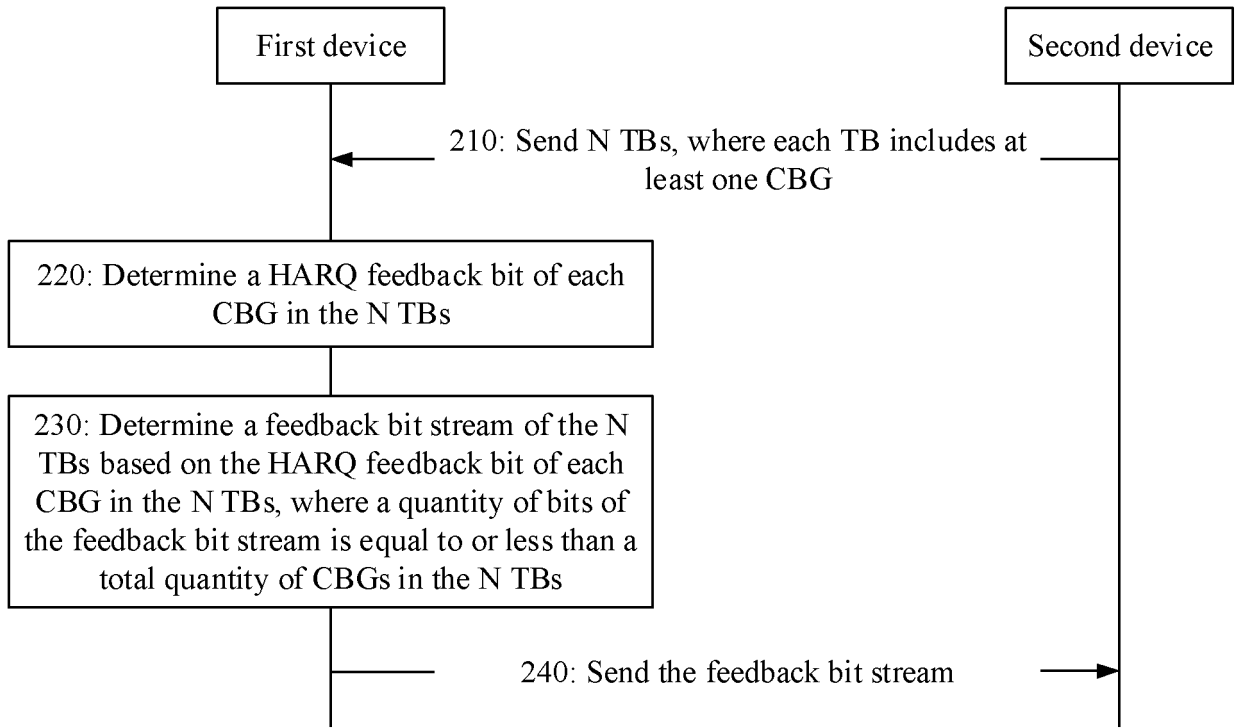 First device
Second device
210: Send N TBs, where each TB includes at
least one CBG
220: Determine a HARQ feedback bit of each
CBG in the N TBs
230: Determine a feedback bit stream of the N
TBs based on the HARQ feedback bit of each
CBG in the N TBs, where a quantity of bits of
the feedback bit stream is equal to or less than a
total quantity of CBGs in the N TBs
240: Send the feedback bit stream